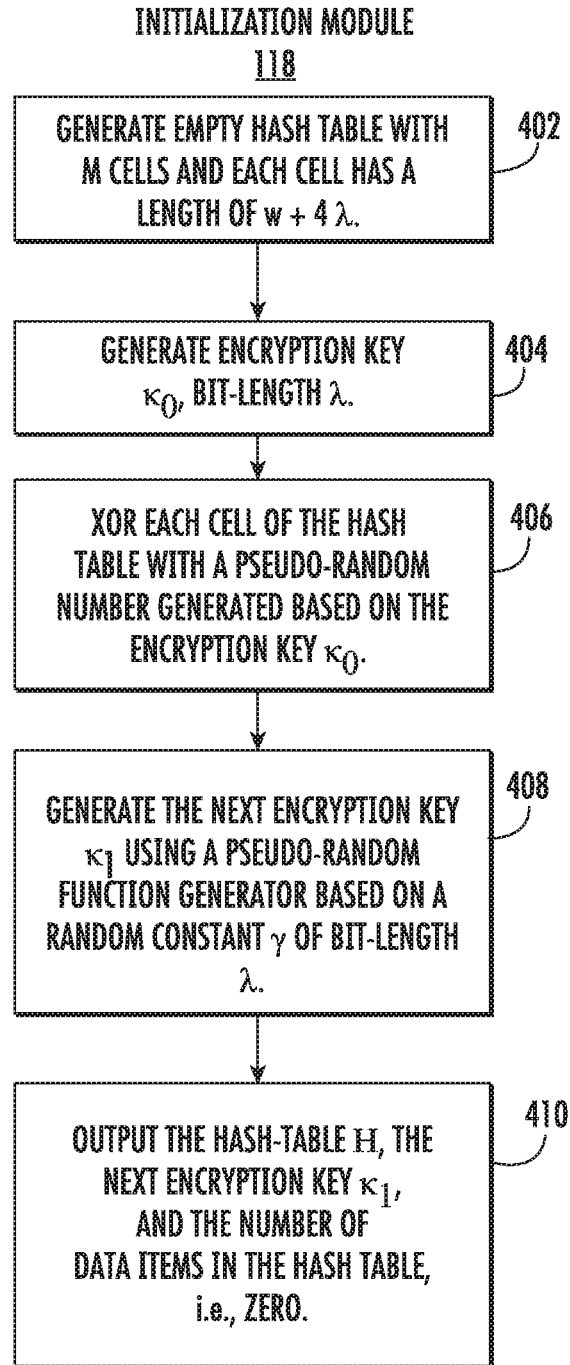 INITIALIZATION MODULE
118
GENERATE EMPTY HASH TABLE WITH
M CELLS AND EACH CELL HAS A
LENGTH OF w + 4 λ.
402
GENERATE ENCRYPTION KEY
κ0, BIT-LENGTH λ.
404
XOR EACH CELL OF THE HASH
TABLE WITH A PSEUDO-RANDOM
NUMBER GENERATED BASED ON THE
ENCRYPTION KEY κ0.
406
GENERATE THE NEXT ENCRYPTION KEY
κ1 USING A PSEUDO-RANDOM
FUNCTION GENERATOR BASED ON A
RANDOM CONSTANT γ OF BIT-LENGTH
λ.
408
OUTPUT THE HASH-TABLE H, THE
NEXT ENCRYPTION KEY κ1,
AND THE NUMBER OF
DATA ITEMS IN THE HASH TABLE,
i.e., ZERO.
410